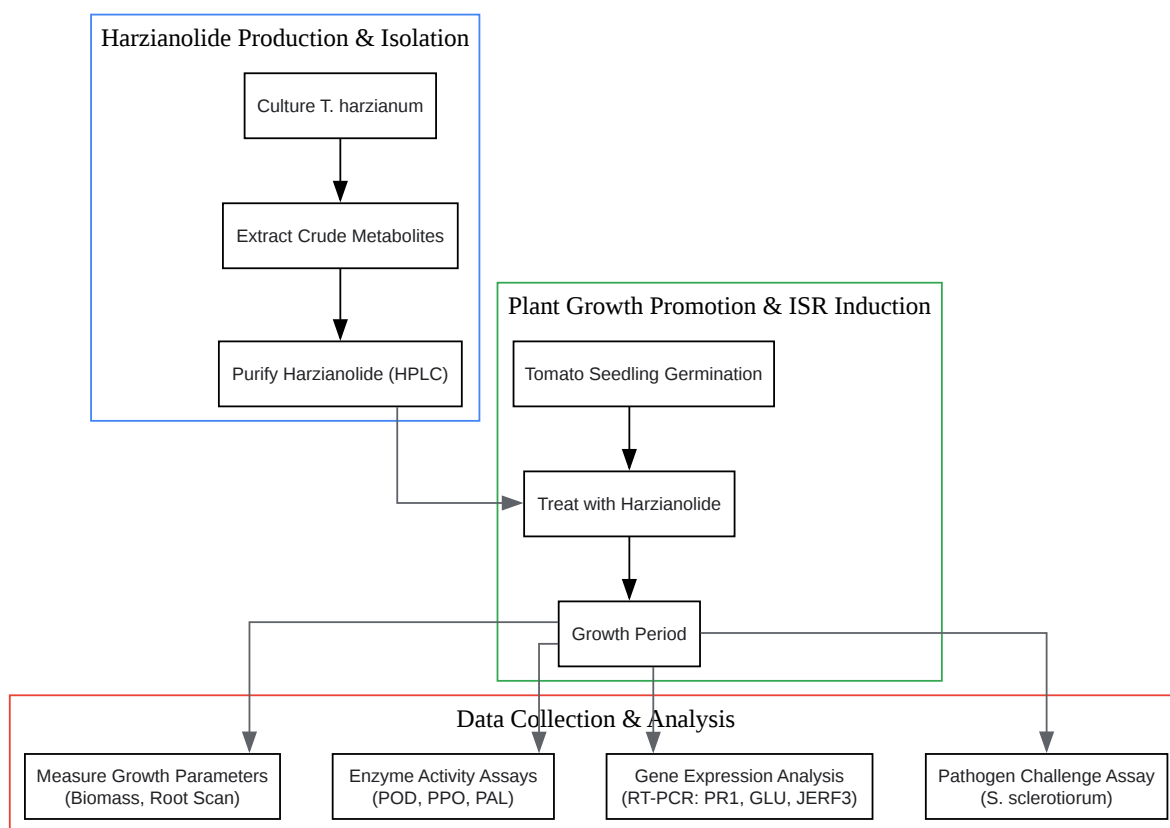 Harzianolide Production & Isolation
Culture T. harzianum
Extract Crude Metabolites
Purify Harzianolide (HPLC)
Plant Growth Promotion & ISR Induction
Tomato Seedling Germination
Treat with Harzianolide
Growth Period
Data Collection & Analysis
Measure Growth Parameters
(Biomass, Root Scan)
Enzyme Activity Assays
(POD, PPO, PAL)
Gene Expression Analysis
(RT-PCR: PR1, GLU, JERF3)
Pathogen Challenge Assay
(S. sclerotiorum)